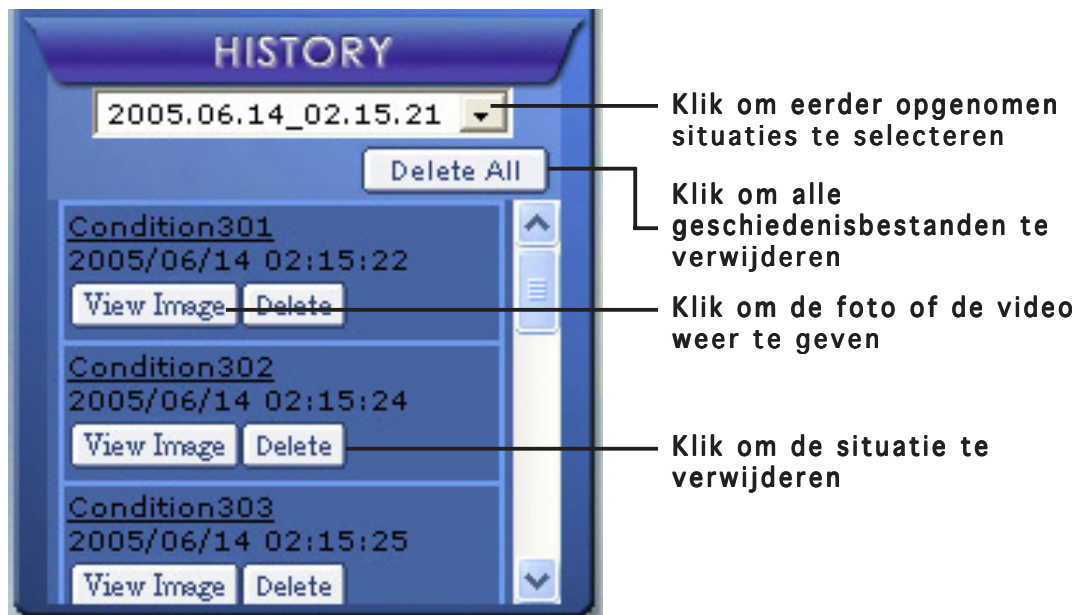 HISTORY
2005.06.14_02.15.21
Klik om eerder opgenomen
situaties te selecteren
Delete All
Klik om alle
geschiedenisbestanden te
verwijderen
Condition301
2005/06/14 02:15:22
View Image Delete
Klik om de foto of de video
weer te geven
Condition302
2005/06/14 02:15:24
View Image Delete
Klik om de situatie te
verwijderen
Condition303
2005/06/14 02:15:25
View Image Delete